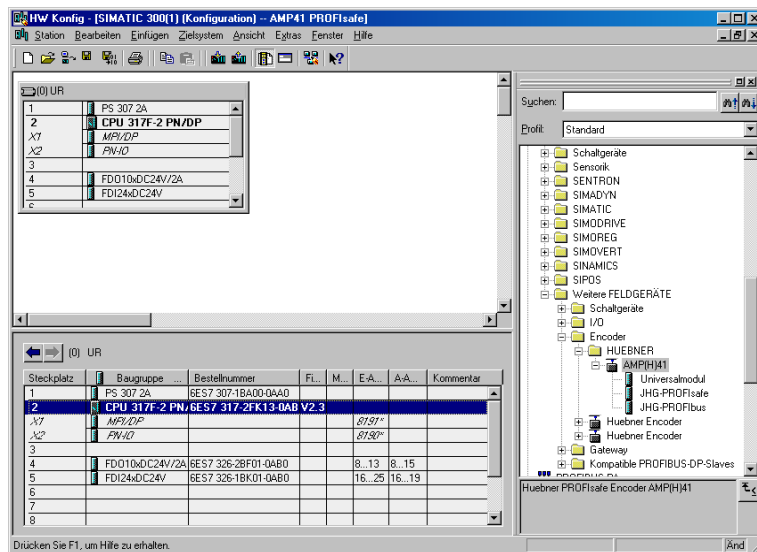 HW Konfig - [SIMATIC 300(1) (Konfiguration) -- AMP41 PROFIsafe]
Station Bearbeiten Einfügen Zielsystem Ansicht Extras Fenster Hilfe
(0) UR
1 PS 307 2A
2 CPU 317F-2 PN/DP
X1 MPI/DP
X2 PN-IO
3
4 FDO10xDC24V/2A
5 FDI24xDC24V
6
Suchen:
Profil: Standard
Schaltgeräte
Sensorik
SENTRON
SIMADYN
SIMATIC
SIMODRIVE
SIMOREG
SIMOVERT
SINAMICS
SIPOS
Weitere FELDGERÄTE
Schaltgeräte
I/O
Encoder
HUEBNER
AMP(H)41
Universalmodul
JHG-PROFIsafe
JHG-PROFIbus
Huebner Encoder
Huebner Encoder
Gateway
Kompatible PROFIBUS-DP-Slaves
Huebner PROFIsafe Encoder AMP(H)41
(0) UR
Steckplatz Baugruppe ... Bestellnummer Fi... M... E-A... A-A... Kommentar
1 PS 307 2A 6ES7 307-1BA00-0AA0
2 CPU 317F-2 PN/ 6ES7 317-2FK13-0AB V2.3
X1 MPI/DP 8191*
X2 PN-IO 8190*
3
4 FDO10xDC24V/2A 6ES7 326-2BF01-0AB0 8...13 8...15
5 FDI24xDC24V 6ES7 326-1BK01-0AB0 16...25 16...19
6
7
8
Drücken Sie F1, um Hilfe zu erhalten. Änd